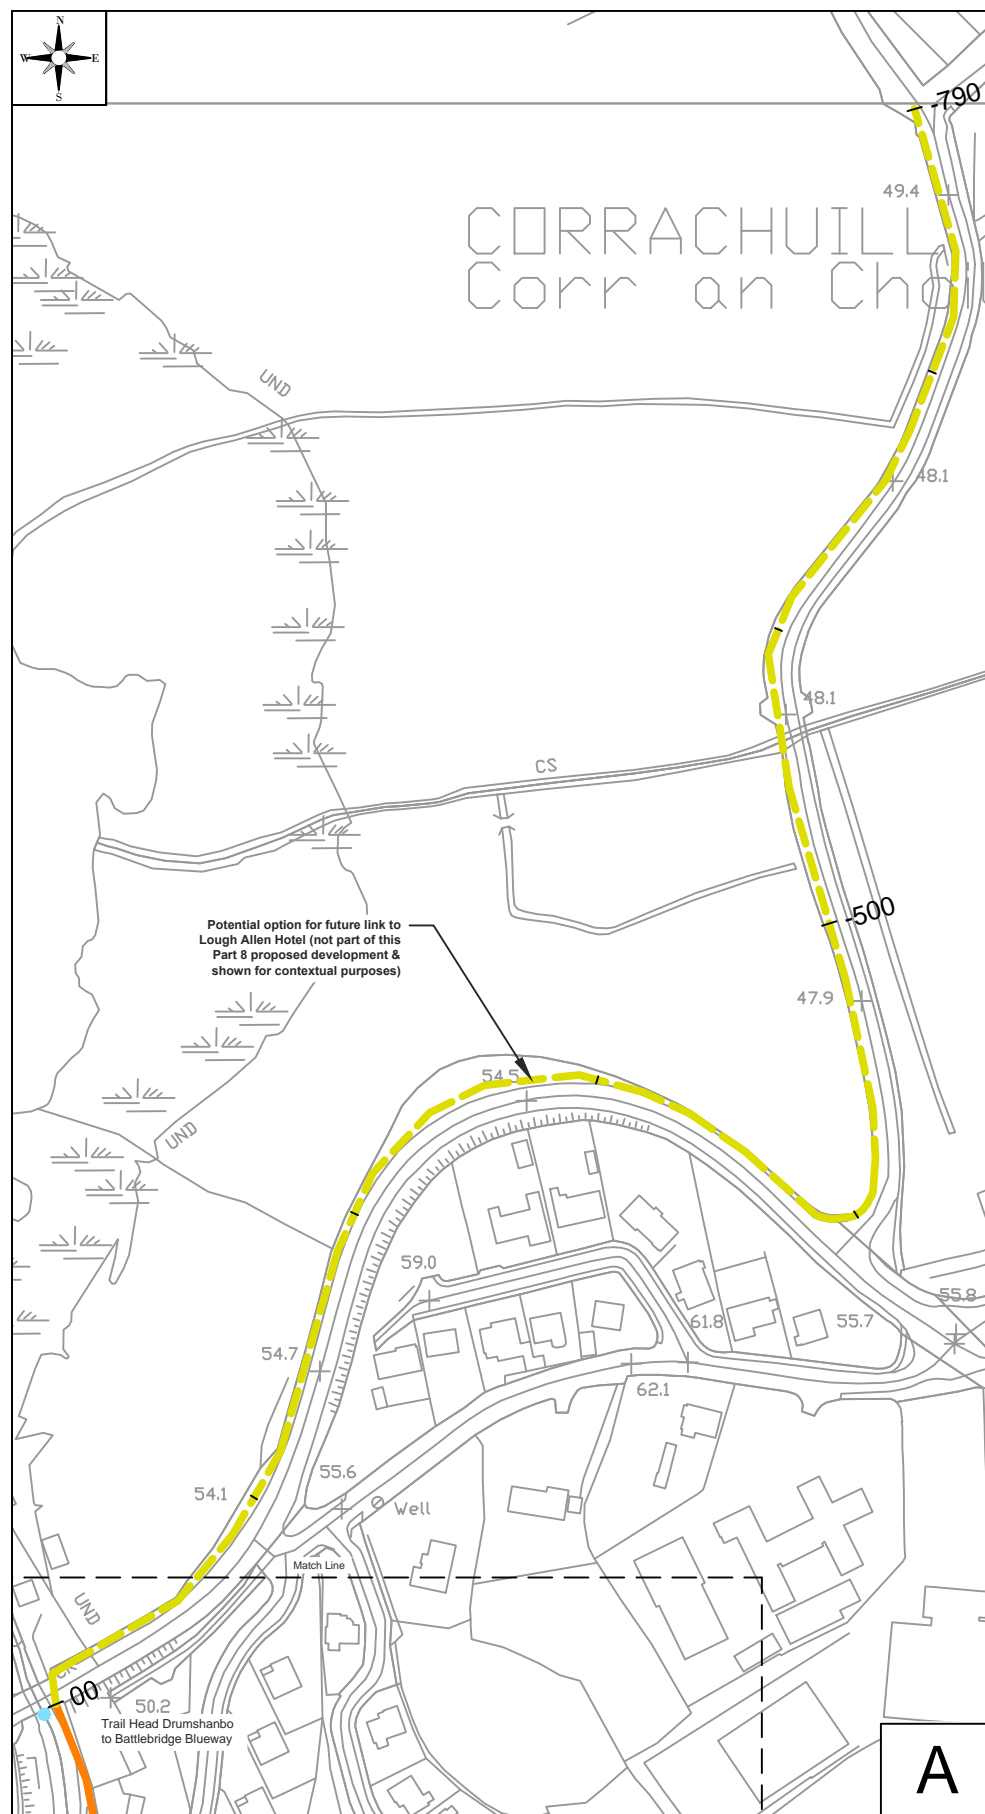 N
W E
S
-790
49.4
CORRACHUILL
Corr an Cho
UND
48.1
48.1
CS
-500
Potential option for future link to
Lough Allen Hotel (not part of this
Part 8 proposed development &
shown for contextual purposes)
47.9
54.5
UND
59.0
55.8
61.8
55.7
54.7
62.1
55.6
54.1
Well
Match Line
UND
00
50.2
Trail Head Drumshanbo
to Battlebridge Blueway
A